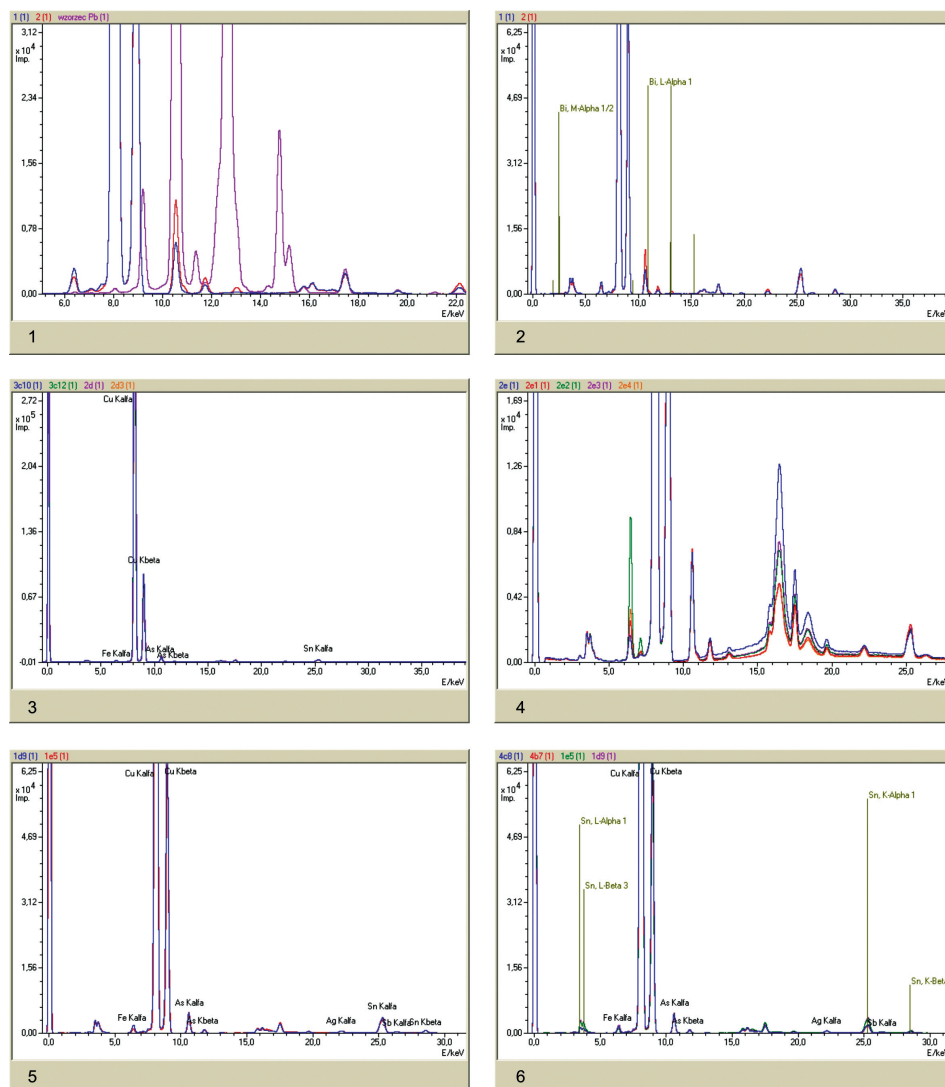 1 (1) 2 (1) wzorzec Pb (1)
3,12
x 10^4
Imp.
2,34
1,56
0,78
0,00
6,0 8,0 10,0 12,0 14,0 16,0 18,0 20,0 22,0
E/keV
1
1 (1) 2 (1)
6,25
x 10^4
Imp.
Bi, M-Alpha 1/2
Bi, L-Alpha 1
4,69
3,12
1,56
0,00
0,0 5,0 10,0 15,0 20,0 25,0 30,0 35,0
E/keV
2
3c10 (1) 3c12 (1) 2d (1) 2d3 (1)
2,72
x 10^5
Imp.
Cu Kalfa
2,04
1,36
Cu Kbeta
0,67
Fe Kalfa
As Kalfa
As Kbeta
Sn Kalfa
-0,01
0,0 5,0 10,0 15,0 20,0 25,0 30,0 35,0
E/keV
3
2e (1) 2e1 (1) 2e2 (1) 2e3 (1) 2e4 (1)
1,69
x 10^4
Imp.
1,26
0,84
0,42
0,00
0,0 5,0 10,0 15,0 20,0 25,0
E/keV
4
1d9 (1) 1e5 (1)
6,25
x 10^4
Imp.
Cu Kalfa
Cu Kbeta
4,69
3,12
1,56
Fe Kalfa
As Kalfa
As Kbeta
Ag Kalfa
Sn Kalfa
Sb Kalfa
Sn Kbeta
0,00
0,0 5,0 10,0 15,0 20,0 25,0 30,0
E/keV
5
4c8 (1) 4b7 (1) 1e5 (1) 1d9 (1)
6,25
x 10^4
Imp.
Cu Kalfa
Cu Kbeta
Sn, K-Alpha 1
Sn, L-Alpha 1
4,69
Sn, L-Beta 3
3,12
Sn, K-Beta
1,56
Fe Kalfa
As Kalfa
As Kbeta
Ag Kalfa
Sb Kalfa
0,00
0,0 5,0 10,0 15,0 20,0 25,0 30,0
E/keV
6